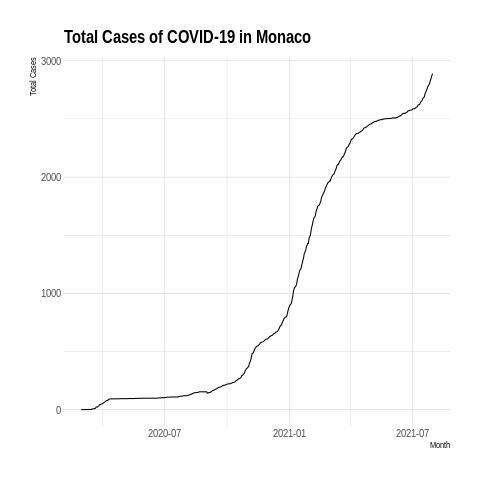 Total Cases of COVID-19 in Monaco
Total Cases
3000
2000
1000
0
2020-07
2021-01
2021-07
Month